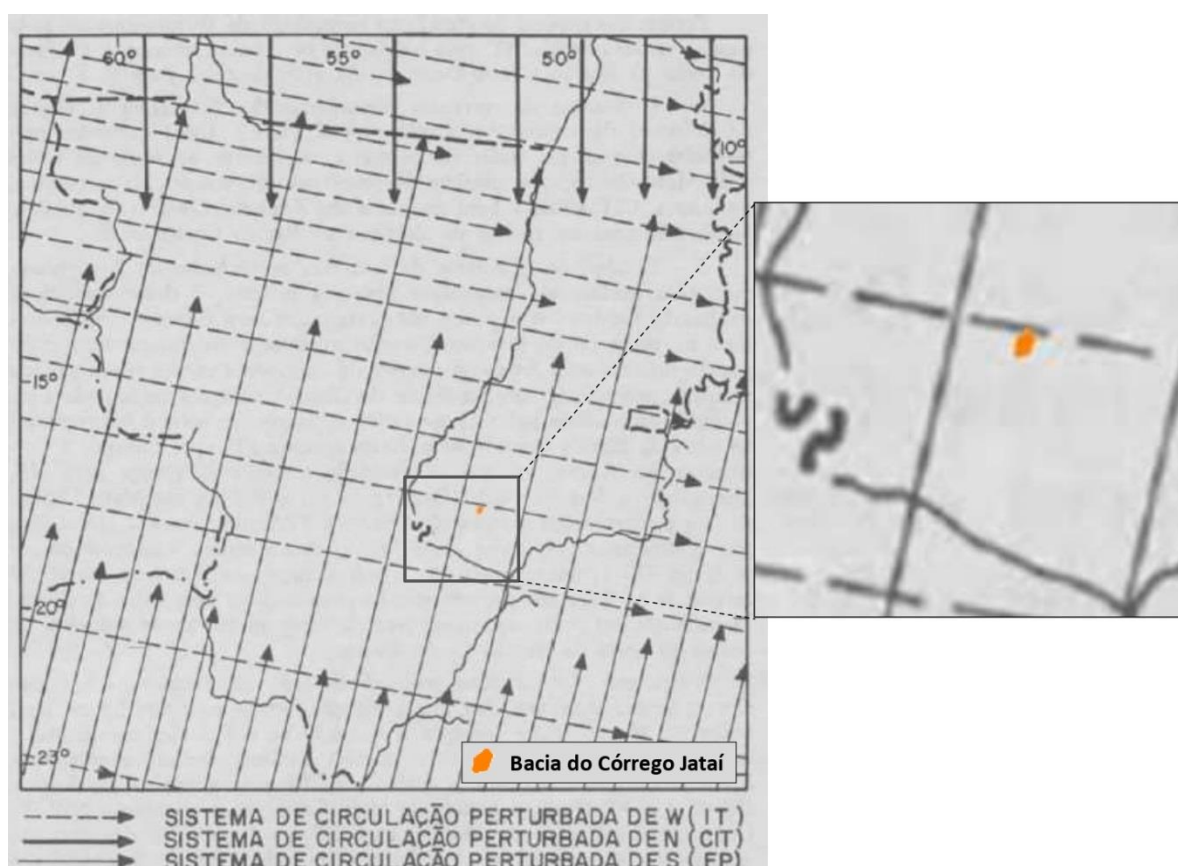 60°
55°
50°
10°
15°
20°
23°
Bacia do Córrego Jataí
SISTEMA DE CIRCULAÇÃO PERTURBADA DE W(IT)
SISTEMA DE CIRCULAÇÃO PERTURBADA DE N (CIT)
SISTEMA DE CIRCULAÇÃO PERTURBADA DE S (FP)